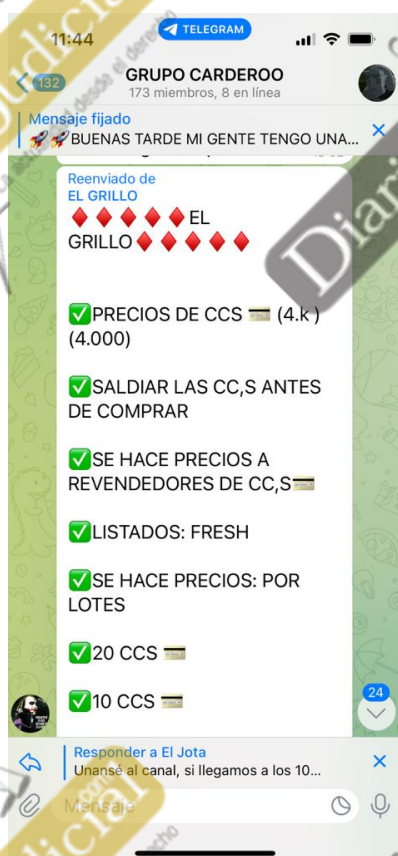 11:44
TELEGRAM
132
GRUPO CARDEROO
173 miembros, 8 en línea
Mensaje fijado
🚀🚀BUENAS TARDE MI GENTE TENGO UNA...
Reenviado de
EL GRILLO
♦️♦️♦️♦️♦️EL
GRILLO♦️♦️♦️♦️♦️
✅PRECIOS DE CCS 💳 (4.k )
(4.000)
✅SALDIAR LAS CC,S ANTES
DE COMPRAR
✅SE HACE PRECIOS A
REVENDEDORES DE CC,S💳
✅LISTADOS: FRESH
✅SE HACE PRECIOS: POR
LOTES
✅20 CCS 💳
✅10 CCS 💳
24
Responder a El Jota
Unansé al canal, si llegamos a los 10...
Mensaje